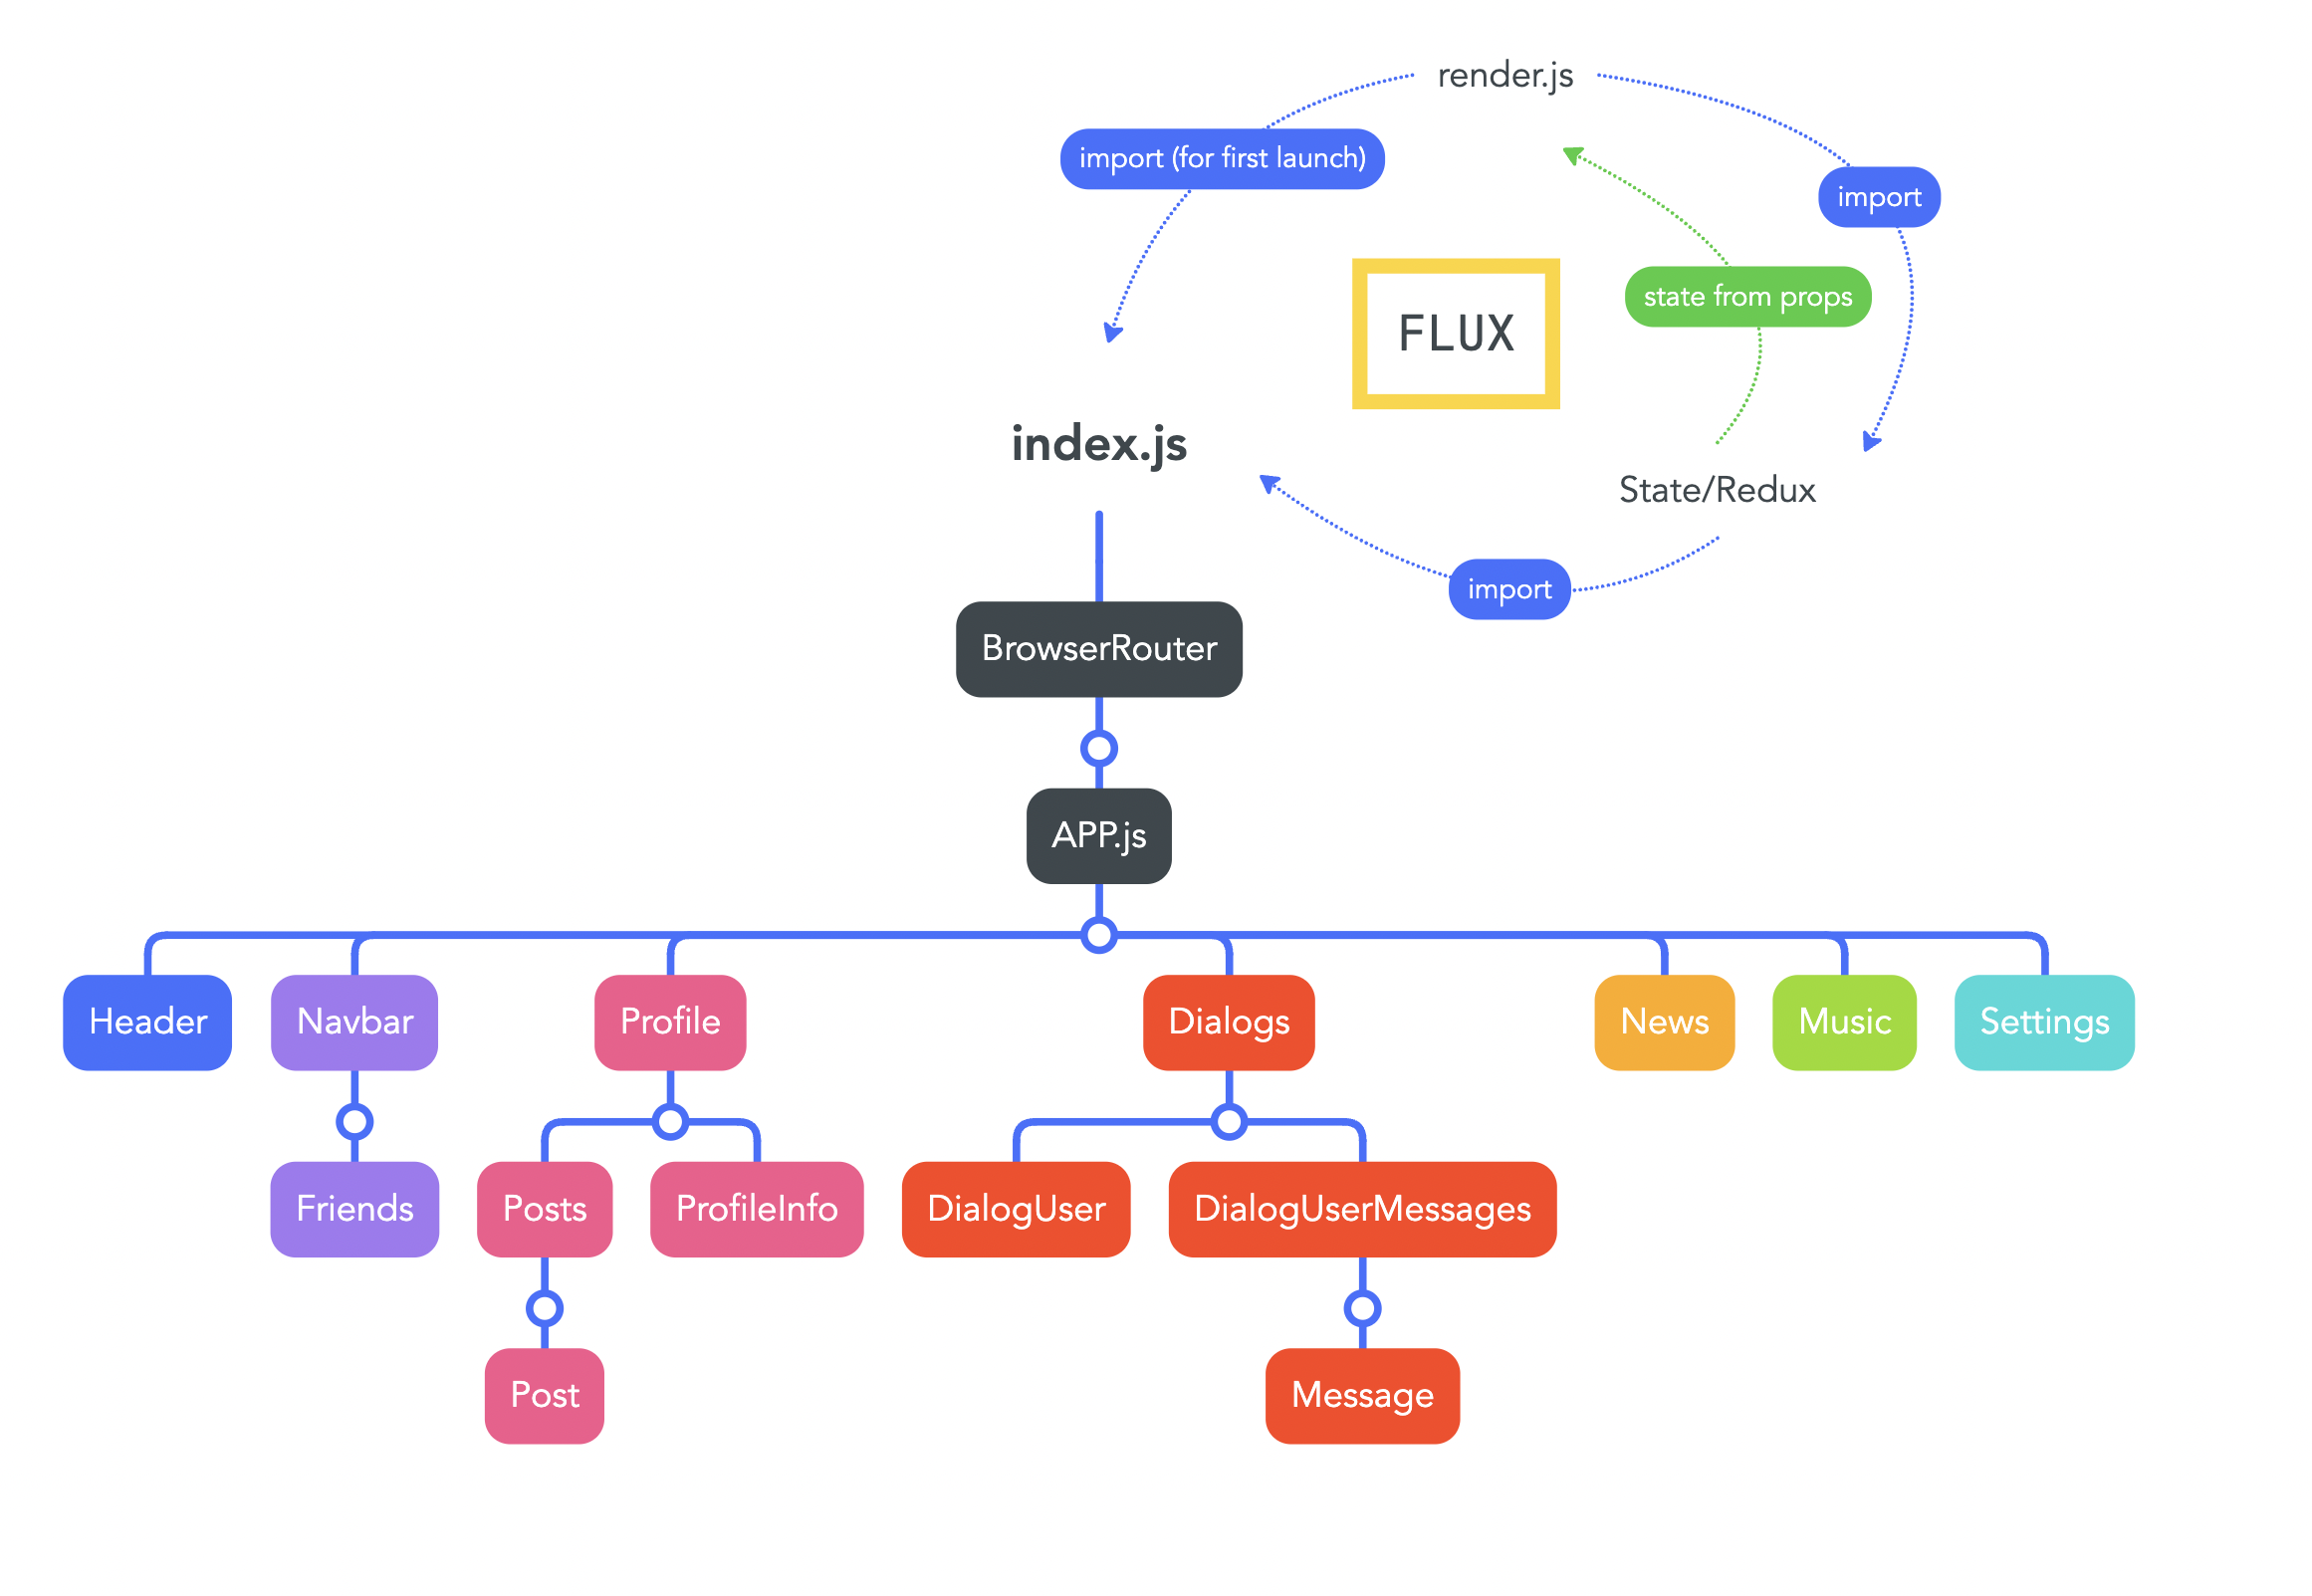 render.js
import (for first launch)
import
state from props
FLUX
index.js
State/Redux
import
BrowserRouter
APP.js
Header
Navbar
Profile
Dialogs
News
Music
Settings
Friends
Posts
ProfileInfo
DialogUser
DialogUserMessages
Post
Message